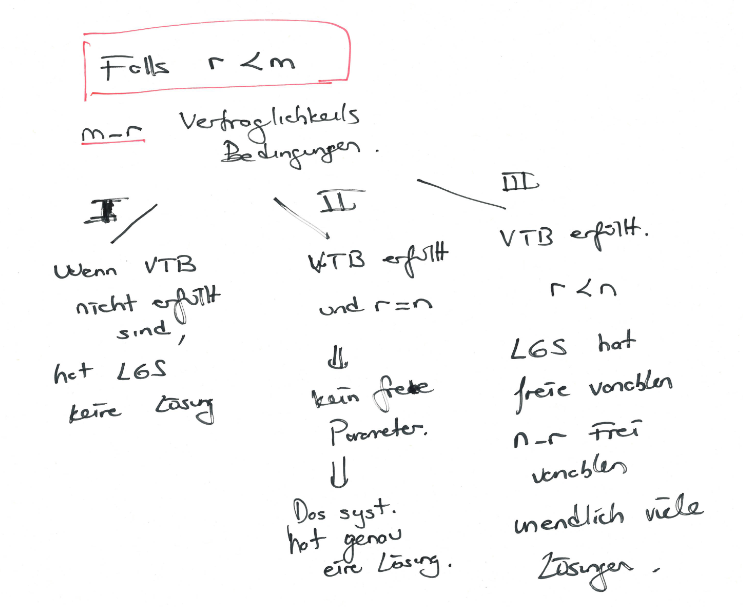 Falls r < m
m-r Verträglichkeits
Bedingungen.
I
Wenn VTB
nicht erfüllt
sind,
hat LGS
keine Lösung
II
VTB erfüllt
und r=n
⇓
kein freie
Parameter.
⇓
Das syst.
hat genau
eine Lösung.
III
VTB erfüllt.
r < n
LGS hat
freie variablen
n-r Frei
variablen
unendlich viele
Lösungen.